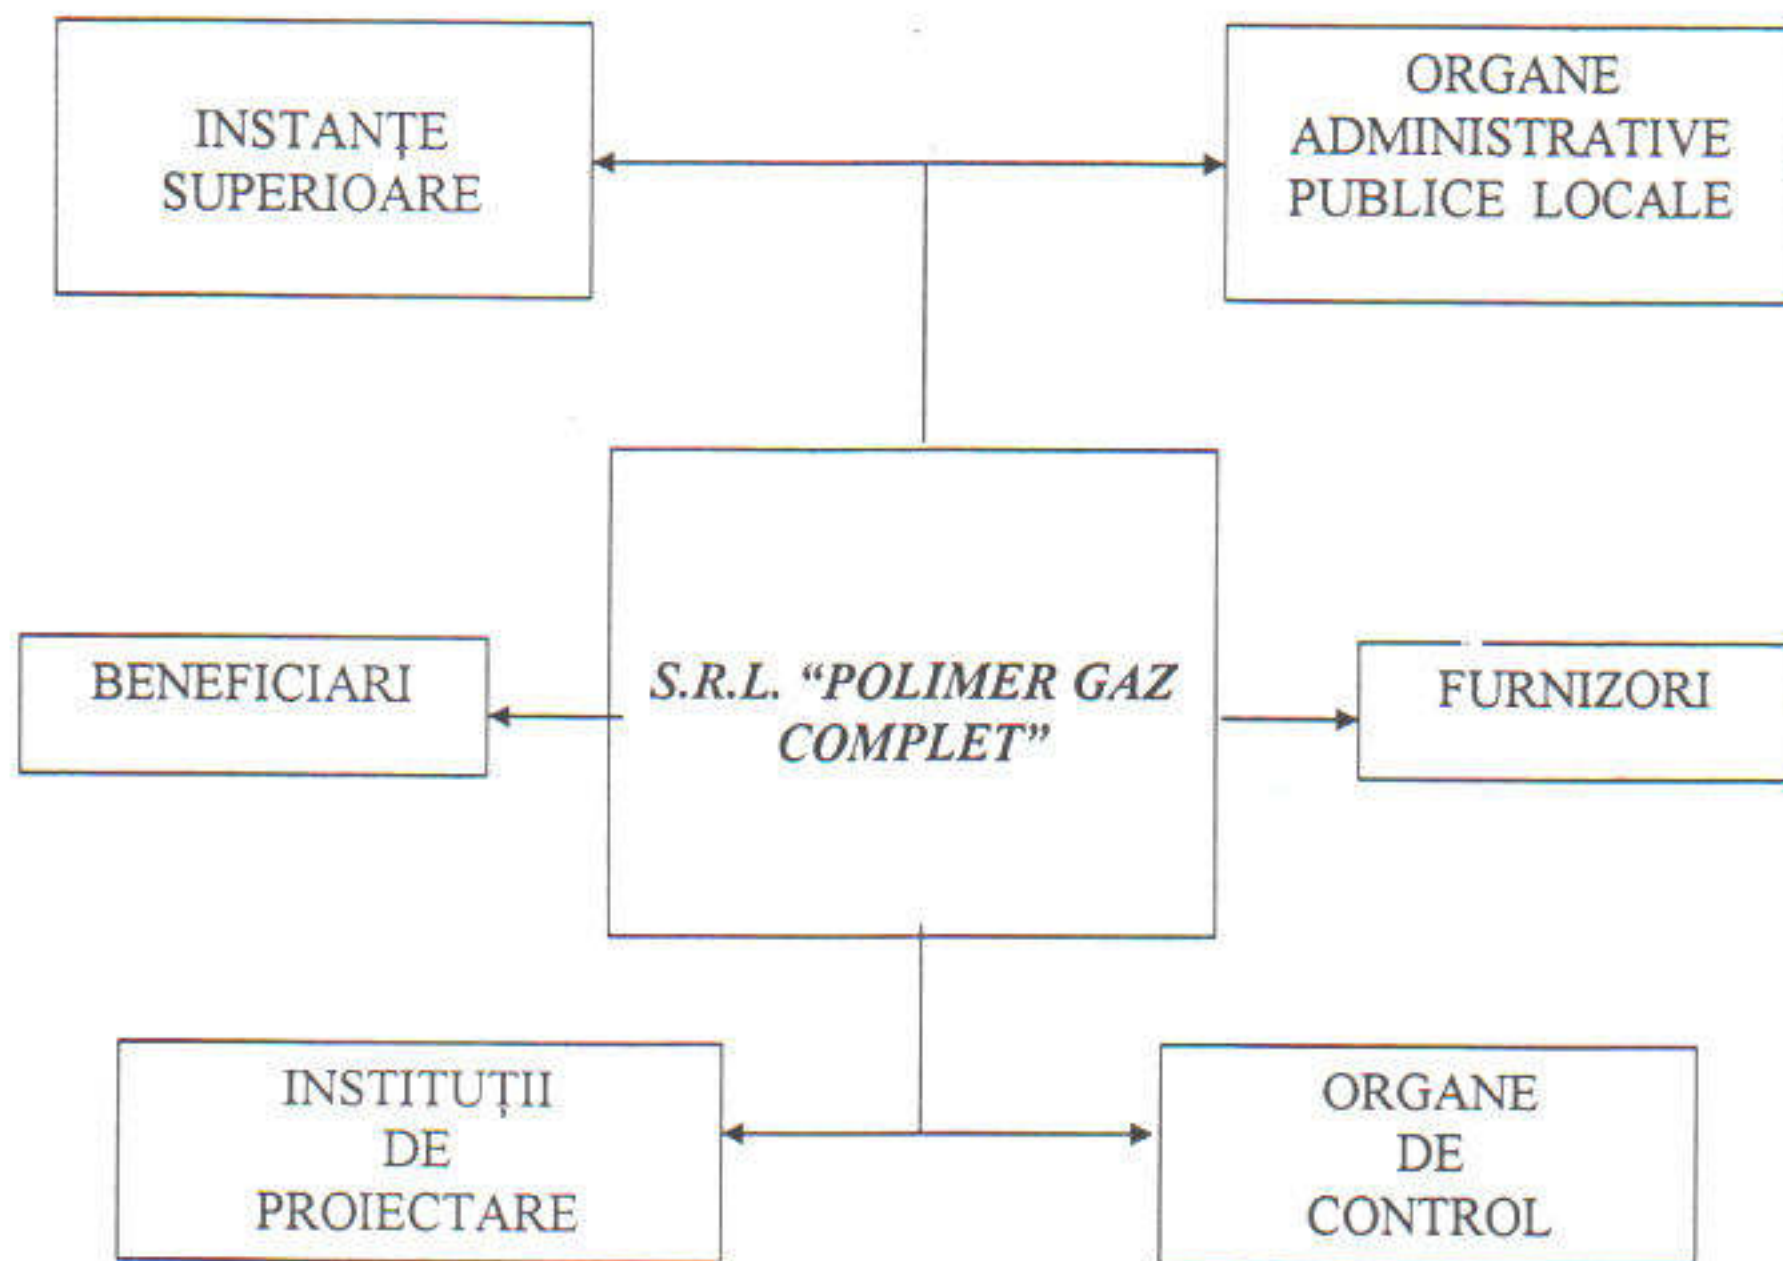 INSTANȚE
SUPERIOARE
ORGANE
ADMINISTRATIVE
PUBLICE LOCALE
BENEFICIARI
S.R.L. “POLIMER GAZ
COMPLET”
FURNIZORI
INSTITUȚII
DE
PROIECTARE
ORGANE
DE
CONTROL